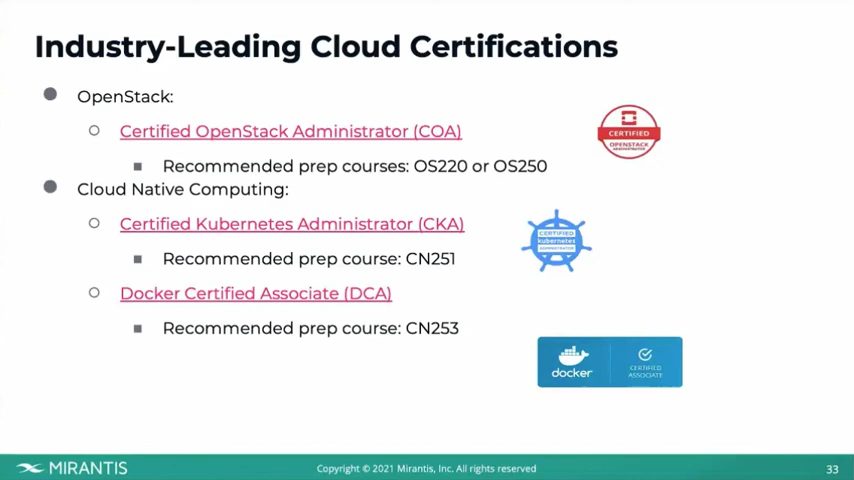 Industry-Leading Cloud Certifications
OpenStack:
Certified OpenStack Administrator (COA)
Recommended prep courses: OS220 or OS250
Cloud Native Computing:
Certified Kubernetes Administrator (CKA)
Recommended prep course: CN251
Docker Certified Associate (DCA)
Recommended prep course: CN253
CERTIFIED
OPENSTACK
ADMINISTRATOR
CERTIFIED
kubernetes
ADMINISTRATOR
docker
CERTIFIED
ASSOCIATE
MIRANTIS
Copyright © 2021 Mirantis, Inc. All rights reserved
33